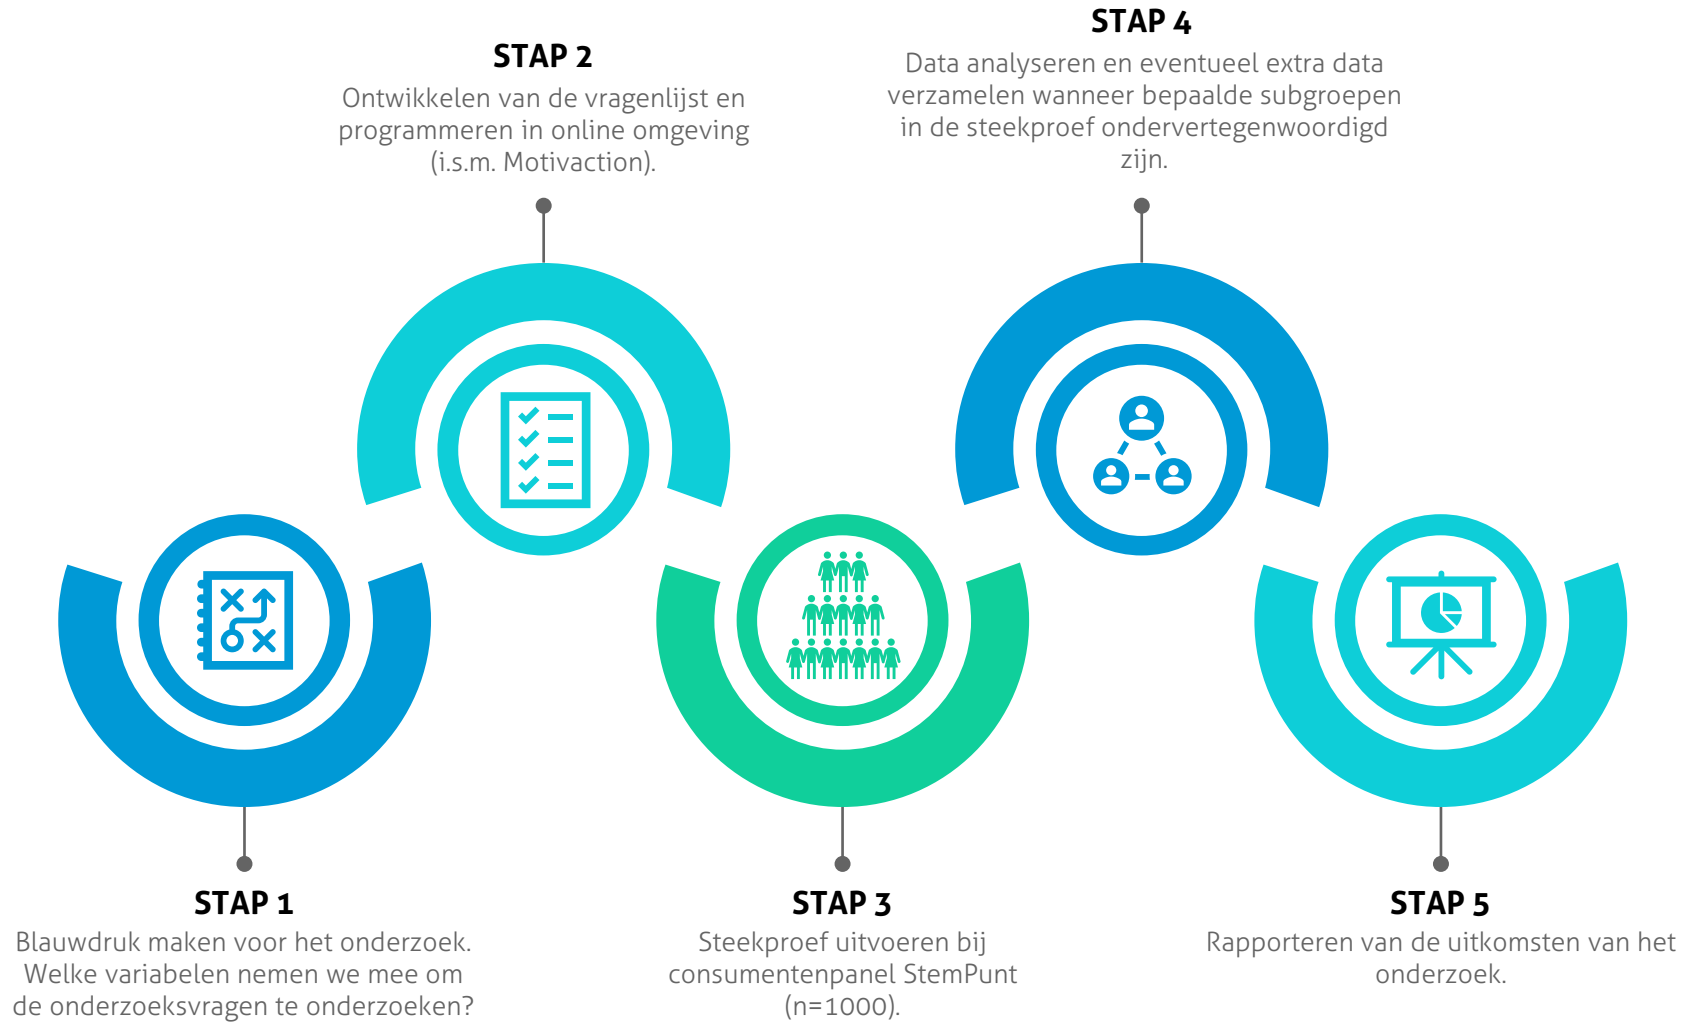 STAP 1
Blauwdruk maken voor het onderzoek.
Welke variabelen nemen we mee om
de onderzoeksvragen te onderzoeken?
STAP 2
Ontwikkelen van de vragenlijst en
programmeren in online omgeving
(i.s.m. Motivaction).
STAP 3
Steekproef uitvoeren bij
consumentenpanel StemPunt
(n=1000).
STAP 4
Data analyseren en eventueel extra data
verzamelen wanneer bepaalde subgroepen
in de steekproef ondervertegenwoordigd
zijn.
STAP 5
Rapporteren van de uitkomsten van het
onderzoek.